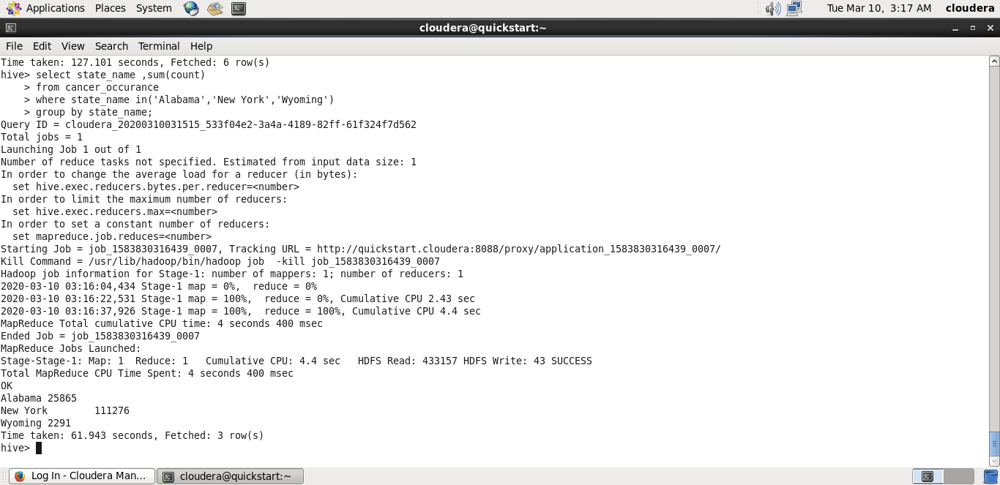 Applications Places System Tue Mar 10, 3:17 AM cloudera
cloudera@quickstart:~
File Edit View Search Terminal Help
Time taken: 127.101 seconds, Fetched: 6 row(s)
hive> select state_name ,sum(count)
    > from cancer_occurance
    > where state_name in('Alabama','New York','Wyoming')
    > group by state_name;
Query ID = cloudera_20200310031515_533f04e2-3a4a-4189-82ff-61f324f7d562
Total jobs = 1
Launching Job 1 out of 1
Number of reduce tasks not specified. Estimated from input data size: 1
In order to change the average load for a reducer (in bytes):
  set hive.exec.reducers.bytes.per.reducer=<number>
In order to limit the maximum number of reducers:
  set hive.exec.reducers.max=<number>
In order to set a constant number of reducers:
  set mapreduce.job.reduces=<number>
Starting Job = job_1583830316439_0007, Tracking URL = http://quickstart.cloudera:8088/proxy/application_1583830316439_0007/
Kill Command = /usr/lib/hadoop/bin/hadoop job  -kill job_1583830316439_0007
Hadoop job information for Stage-1: number of mappers: 1; number of reducers: 1
2020-03-10 03:16:04,434 Stage-1 map = 0%,  reduce = 0%
2020-03-10 03:16:22,531 Stage-1 map = 100%,  reduce = 0%, Cumulative CPU 2.43 sec
2020-03-10 03:16:37,926 Stage-1 map = 100%,  reduce = 100%, Cumulative CPU 4.4 sec
MapReduce Total cumulative CPU time: 4 seconds 400 msec
Ended Job = job_1583830316439_0007
MapReduce Jobs Launched:
Stage-Stage-1: Map: 1  Reduce: 1   Cumulative CPU: 4.4 sec   HDFS Read: 433157 HDFS Write: 43 SUCCESS
Total MapReduce CPU Time Spent: 4 seconds 400 msec
OK
Alabama 25865
New York        111276
Wyoming 2291
Time taken: 61.943 seconds, Fetched: 3 row(s)
hive>
Log In - Cloudera Man... cloudera@quickstart:~